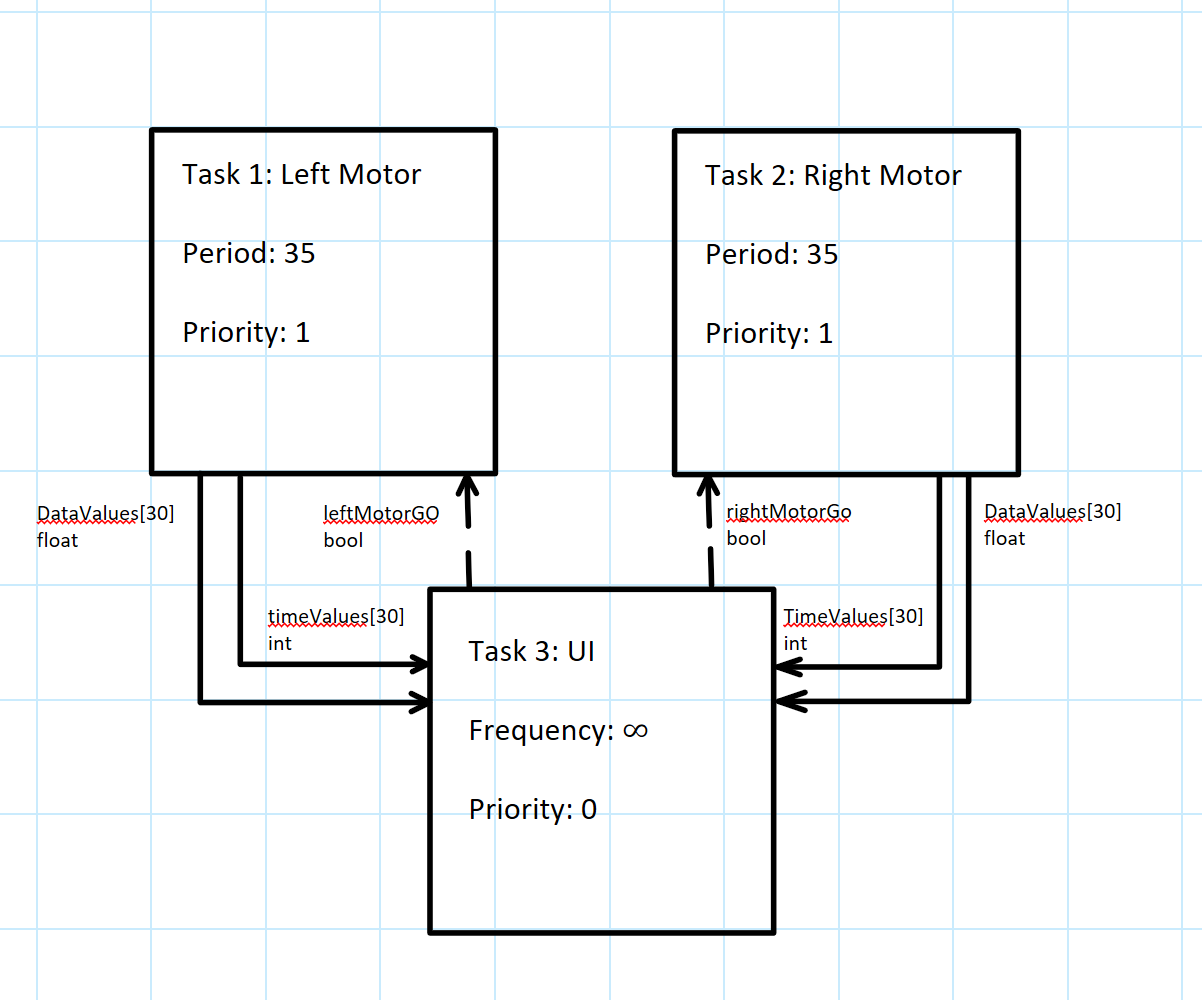 Task 1: Left Motor
Period: 35
Priority: 1
Task 2: Right Motor
Period: 35
Priority: 1
DataValues[30]
float
leftMotorGO
bool
rightMotorGo
bool
DataValues[30]
float
timeValues[30]
int
TimeValues[30]
int
Task 3: UI
Frequency: ∞
Priority: 0